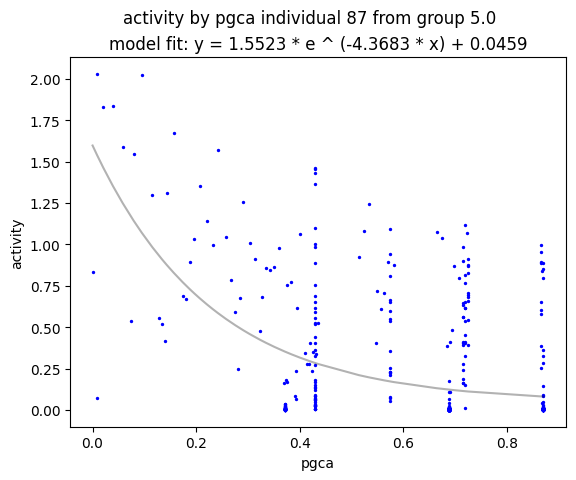 activity by pgca individual 87 from group 5.0
model fit: y = 1.5523 * e ^ (-4.3683 * x) + 0.0459
2.00
1.75
1.50
1.25
1.00
0.75
0.50
0.25
0.00
activity
0.0 0.2 0.4 0.6 0.8
pgca